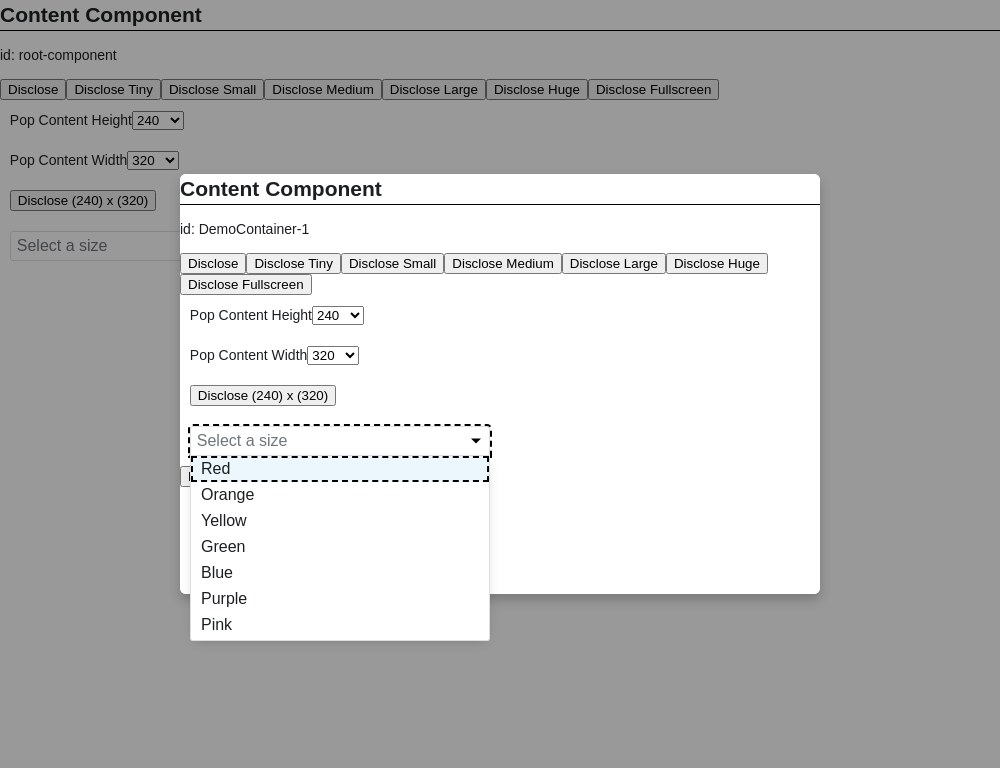 Content Component
id: root-component
Disclose Disclose Tiny Disclose Small Disclose Medium Disclose Large Disclose Huge Disclose Fullscreen
Pop Content Height 240
Pop Content Width 320
Disclose (240) x (320)
Select a size
Content Component
id: DemoContainer-1
Disclose Disclose Tiny Disclose Small Disclose Medium Disclose Large Disclose Huge
Disclose Fullscreen
Pop Content Height 240
Pop Content Width 320
Disclose (240) x (320)
Select a size
Red
Orange
Yellow
Green
Blue
Purple
Pink